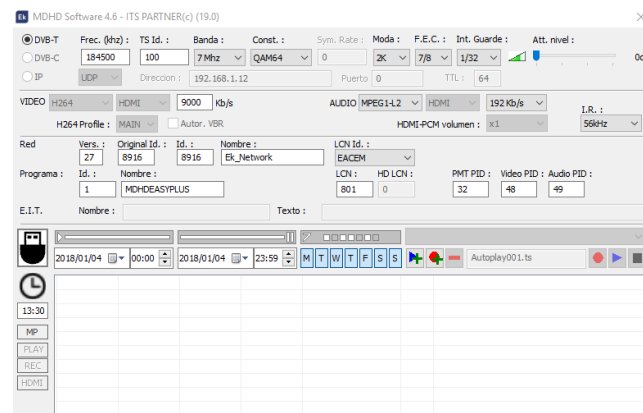 Ek MDHD Software 4.6 - ITS PARTNER(c) (19.0)
DVB-T Frec. (khz) : TS Id. : Banda : Const. : Sym. Rate : Moda : F.E.C. : Int. Guarde : Att. nivel :
DVB-C 184500 100 7 Mhz QAM64 0 2K 7/8 1/32
IP UDP Direccion : 192.168.1.12 Puerto 0 TTL : 64
VIDEO H264 HDMI 9000 Kb/s AUDIO MPEG1-L2 HDMI 192 Kb/s I.R. :
H264 Profile : MAIN Autor. VBR HDMI-PCM volumen : x1 56kHz
Red Vers. : Original Id. : Id. : Nombre : LCN Id. :
27 8916 8916 Ek_Network EACEM
Programa : Id. : Nombre : LCN : HD LCN : PMT PID : Video PID : Audio PID :
1 MDHDEASYPLUS 801 0 32 48 49
E.I.T. Nombre : Texto :
2018/01/04 00:00 2018/01/04 23:59 M T W T F S S Autoplay001.ts
13:30
MP
PLAY
REC
HDMI